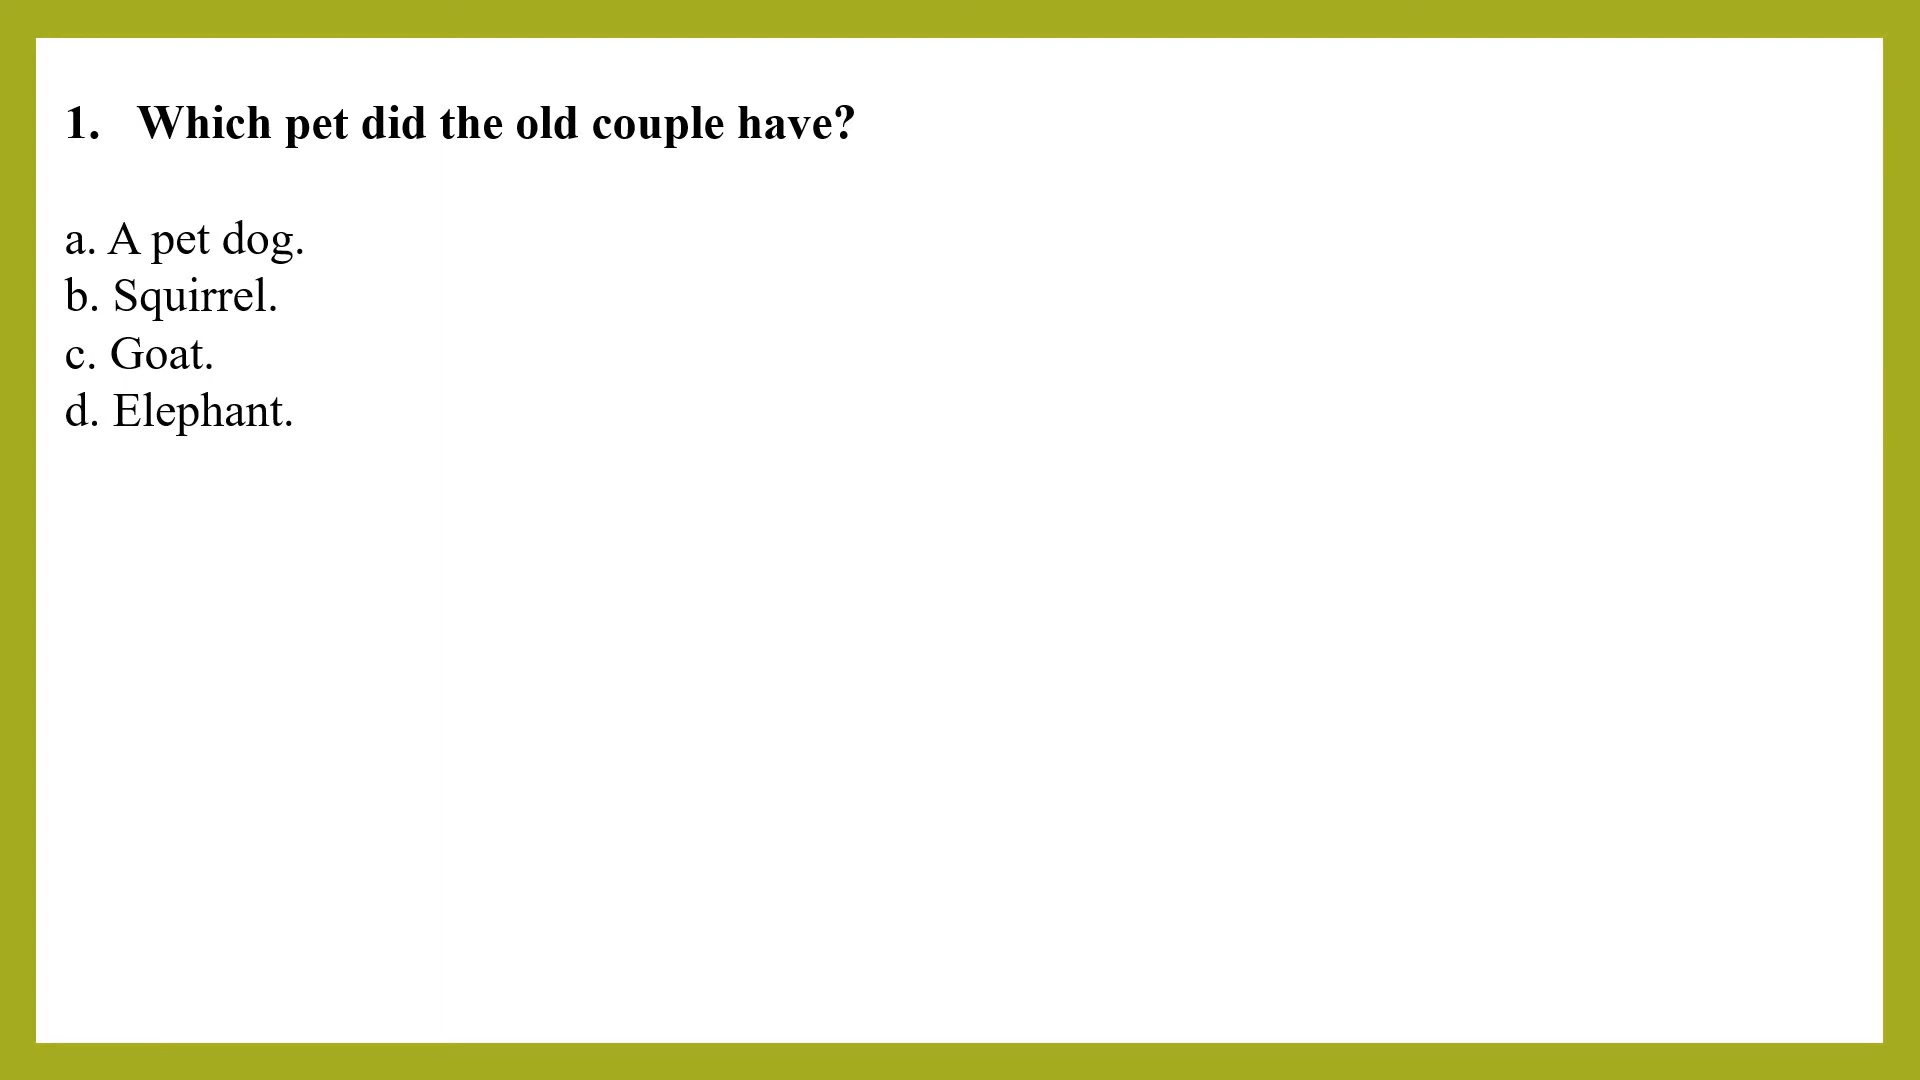 1. Which pet did the old couple have?
a. A pet dog.
b. Squirrel.
c. Goat.
d. Elephant.